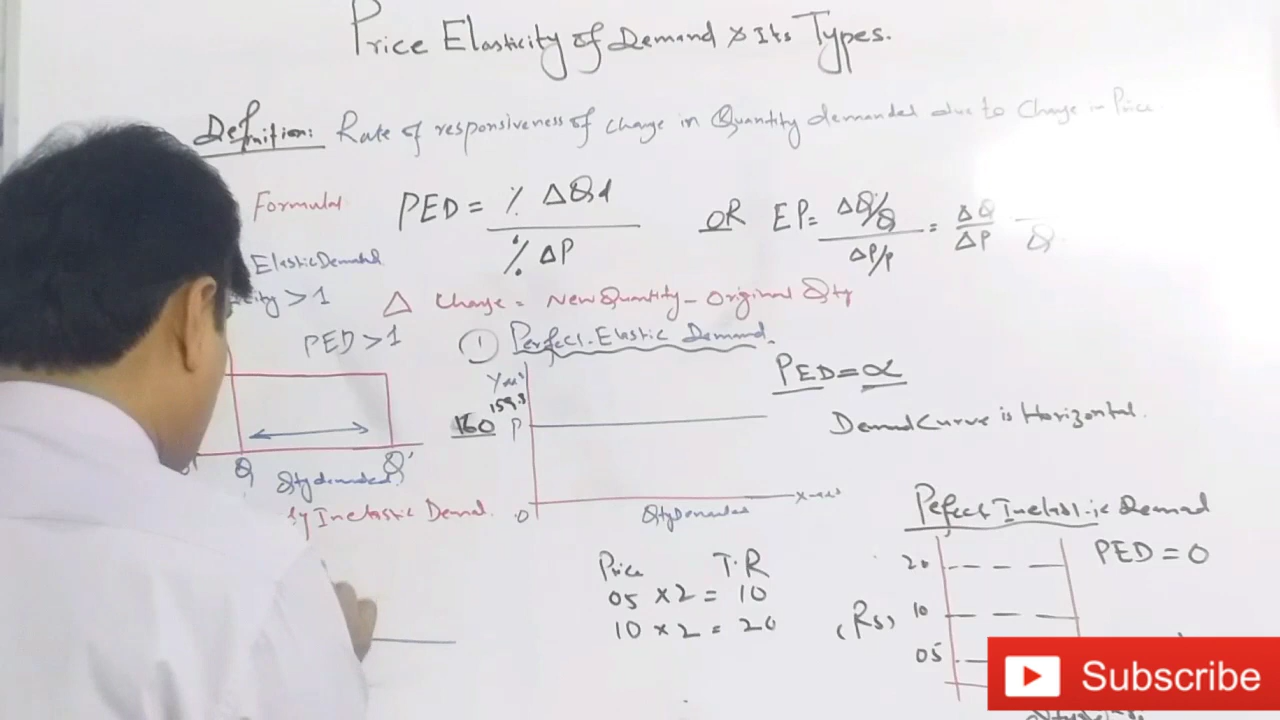 Price Elasticity of Demand & Its Types.
Definition: Rate of responsiveness of change in Quantity demanded due to Change in Price
Formula PED = % ΔQd / % ΔP OR EP = ΔQ/Q / ΔP/P = ΔQ / ΔP Q
Elastic Demand
>1 Δ Change = New Quantity - Original Qty
PED > 1
① Perfect Elastic Demand.
PED = α
160 P
Demand Curve is Horizontal.
Q Q'
Qty demanded
Inelastic Demand.
O Qty Demanded X-axis
Pefect Inelastic Demand
PED = 0
Price T.R
05 x 2 = 10
10 x 2 = 20
20
(Rs) 10
05
Subscribe